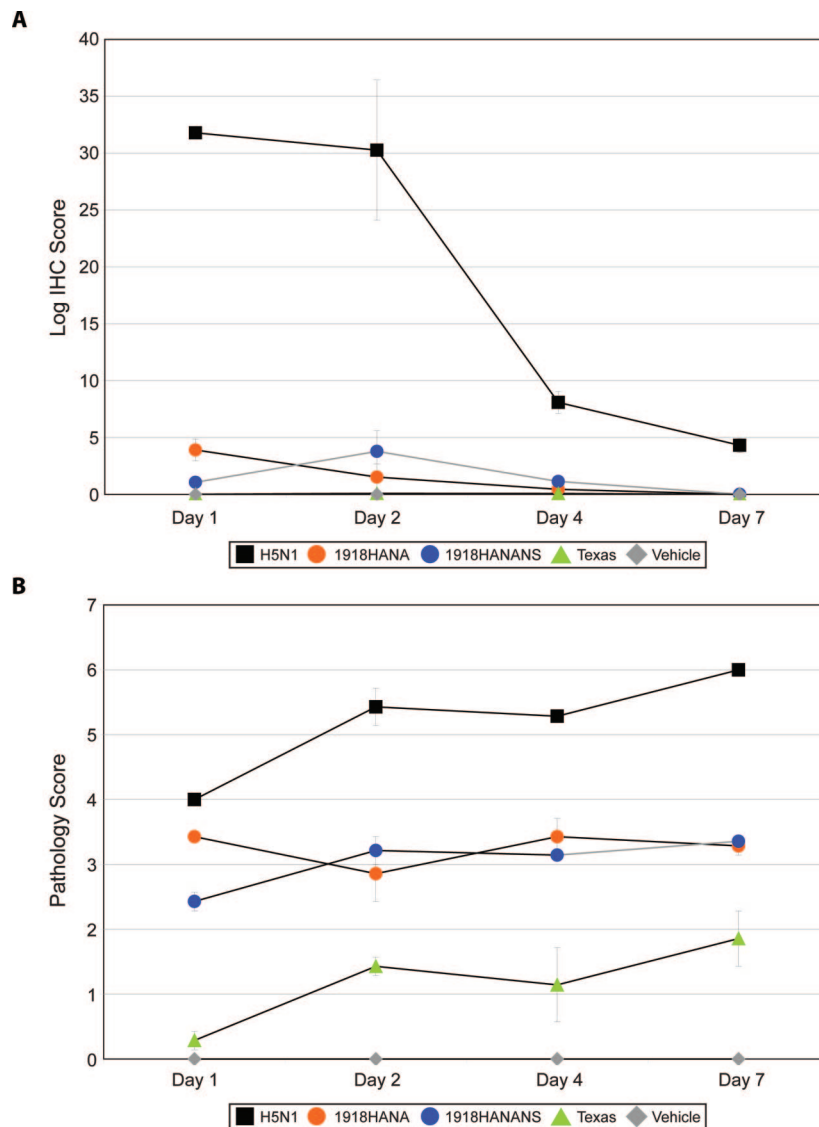 A
40
35
30
25
20
15
10
5
0
Log IHC Score
Day 1 Day 2 Day 4 Day 7
H5N1 1918HANA 1918HANANS Texas Vehicle
B
7
6
5
4
3
2
1
0
Pathology Score
Day 1 Day 2 Day 4 Day 7
H5N1 1918HANA 1918HANANS Texas Vehicle